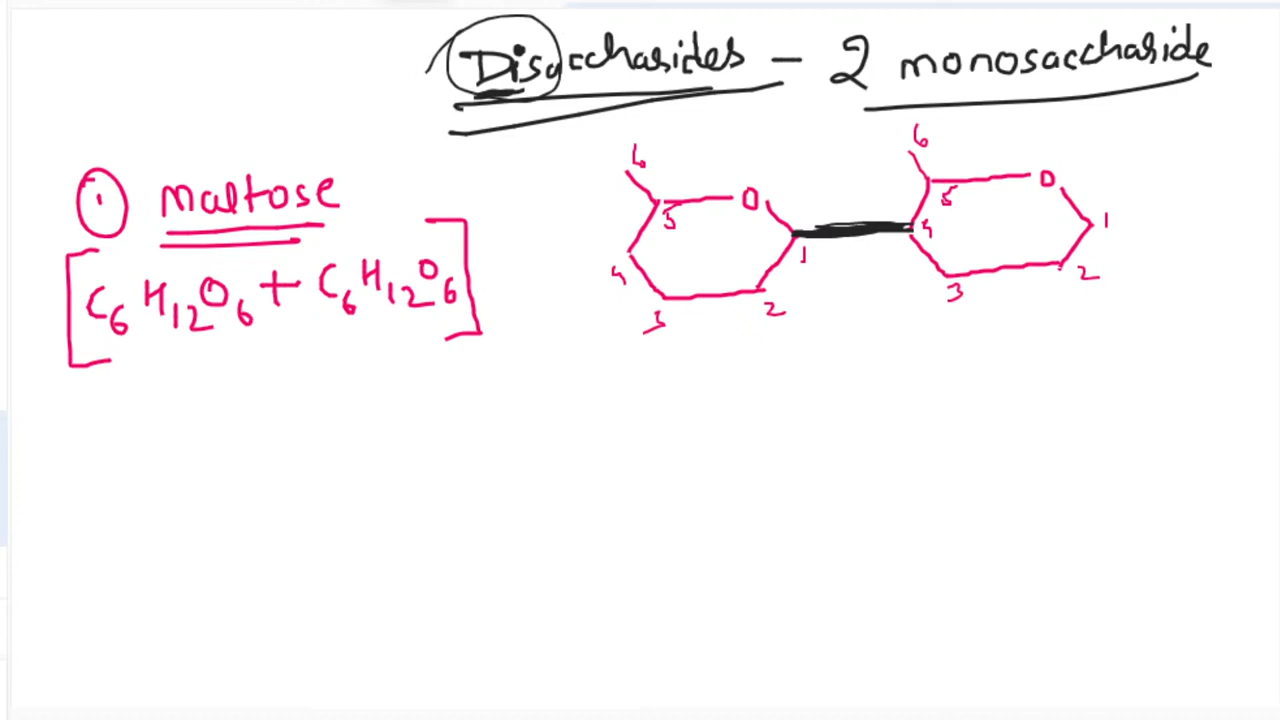 Disaccharides - 2 monosaccharide
① maltose
[C6H12O6 + C6H12O6]
6 5 O 1 2 3 4
6 5 O 1 2 3 4